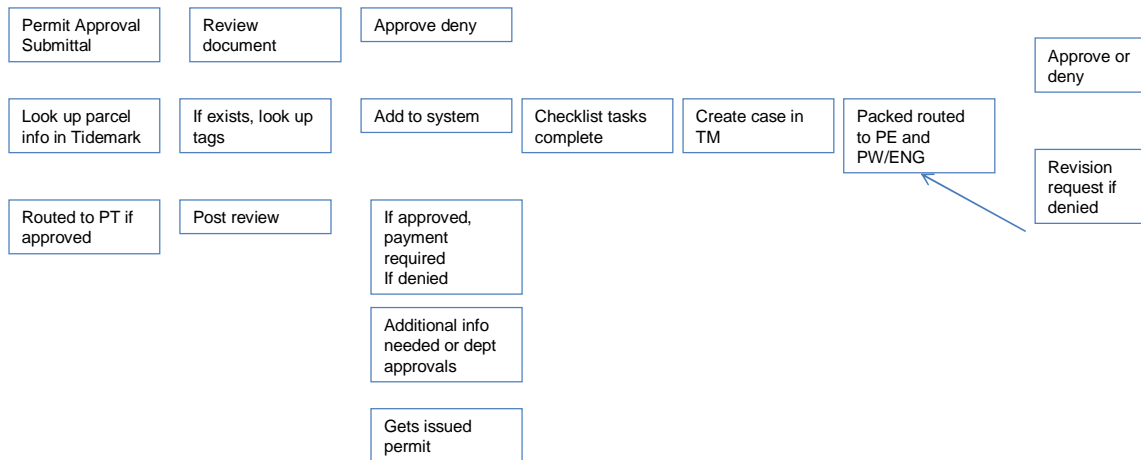 Permit Approval
Submittal
Review
document
Approve deny
Approve or
deny
Look up parcel
info in Tidemark
If exists, look up
tags
Add to system
Checklist tasks
complete
Create case in
TM
Packed routed
to PE and
PW/ENG
Revision
request if
denied
Routed to PT if
approved
Post review
If approved,
payment
required
If denied
Additional info
needed or dept
approvals
Gets issued
permit